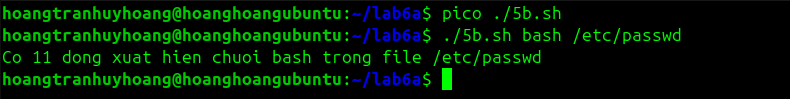 hoangtranhuyhoang@hoanghoangubuntu:~/lab6a$ pico ./5b.sh
hoangtranhuyhoang@hoanghoangubuntu:~/lab6a$ ./5b.sh bash /etc/passwd
Co 11 dong xuat hien chuoi bash trong file /etc/passwd
hoangtranhuyhoang@hoanghoangubuntu:~/lab6a$